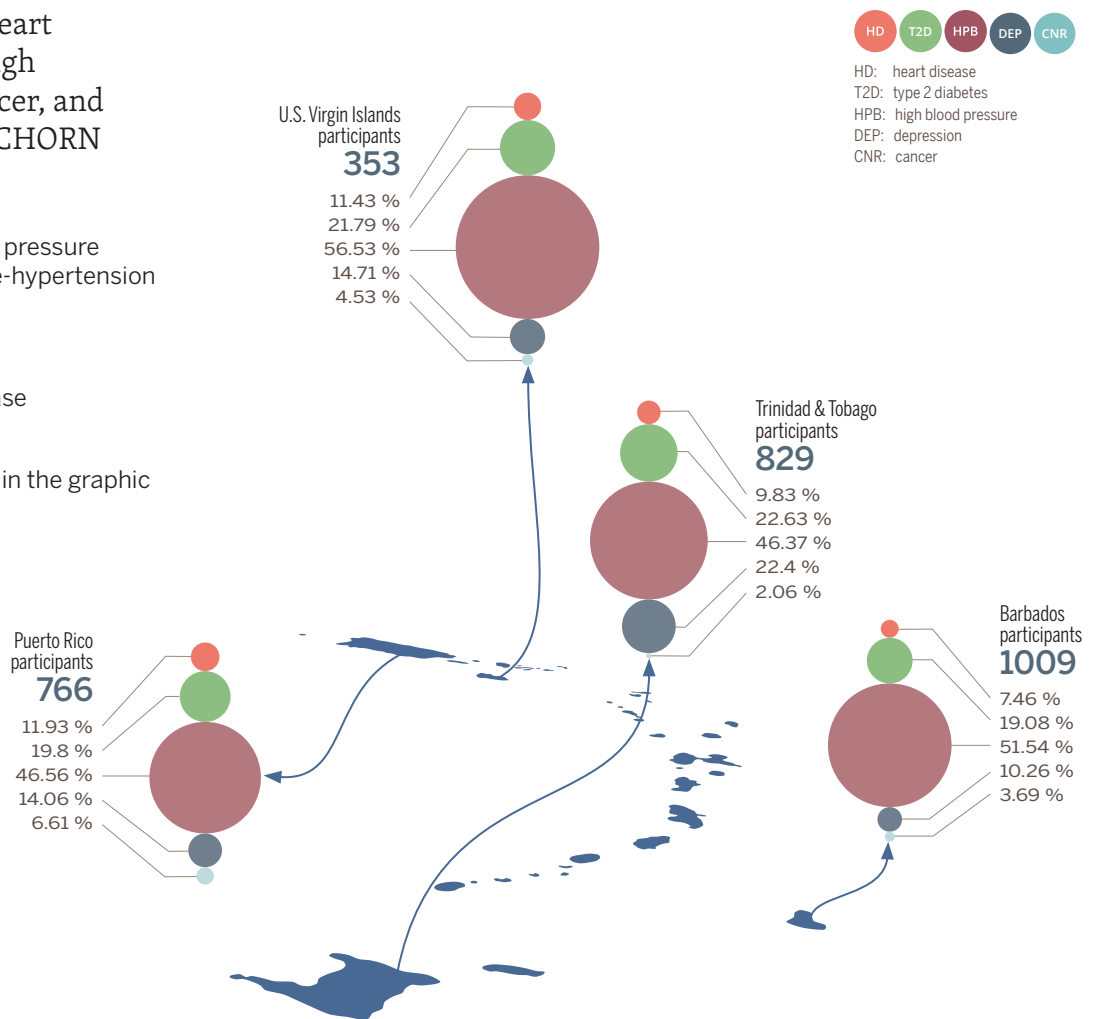 eart
gh
cer, and
CHORN
pressure
e-hypertension
ase
in the graphic
HD
T2D
HPB
DEP
CNR
HD: heart disease
T2D: type 2 diabetes
HPB: high blood pressure
DEP: depression
CNR: cancer
U.S. Virgin Islands
participants
353
11.43 %
21.79 %
56.53 %
14.71 %
4.53 %
Trinidad & Tobago
participants
829
9.83 %
22.63 %
46.37 %
22.4 %
2.06 %
Puerto Rico
participants
766
11.93 %
19.8 %
46.56 %
14.06 %
6.61 %
Barbados
participants
1009
7.46 %
19.08 %
51.54 %
10.26 %
3.69 %